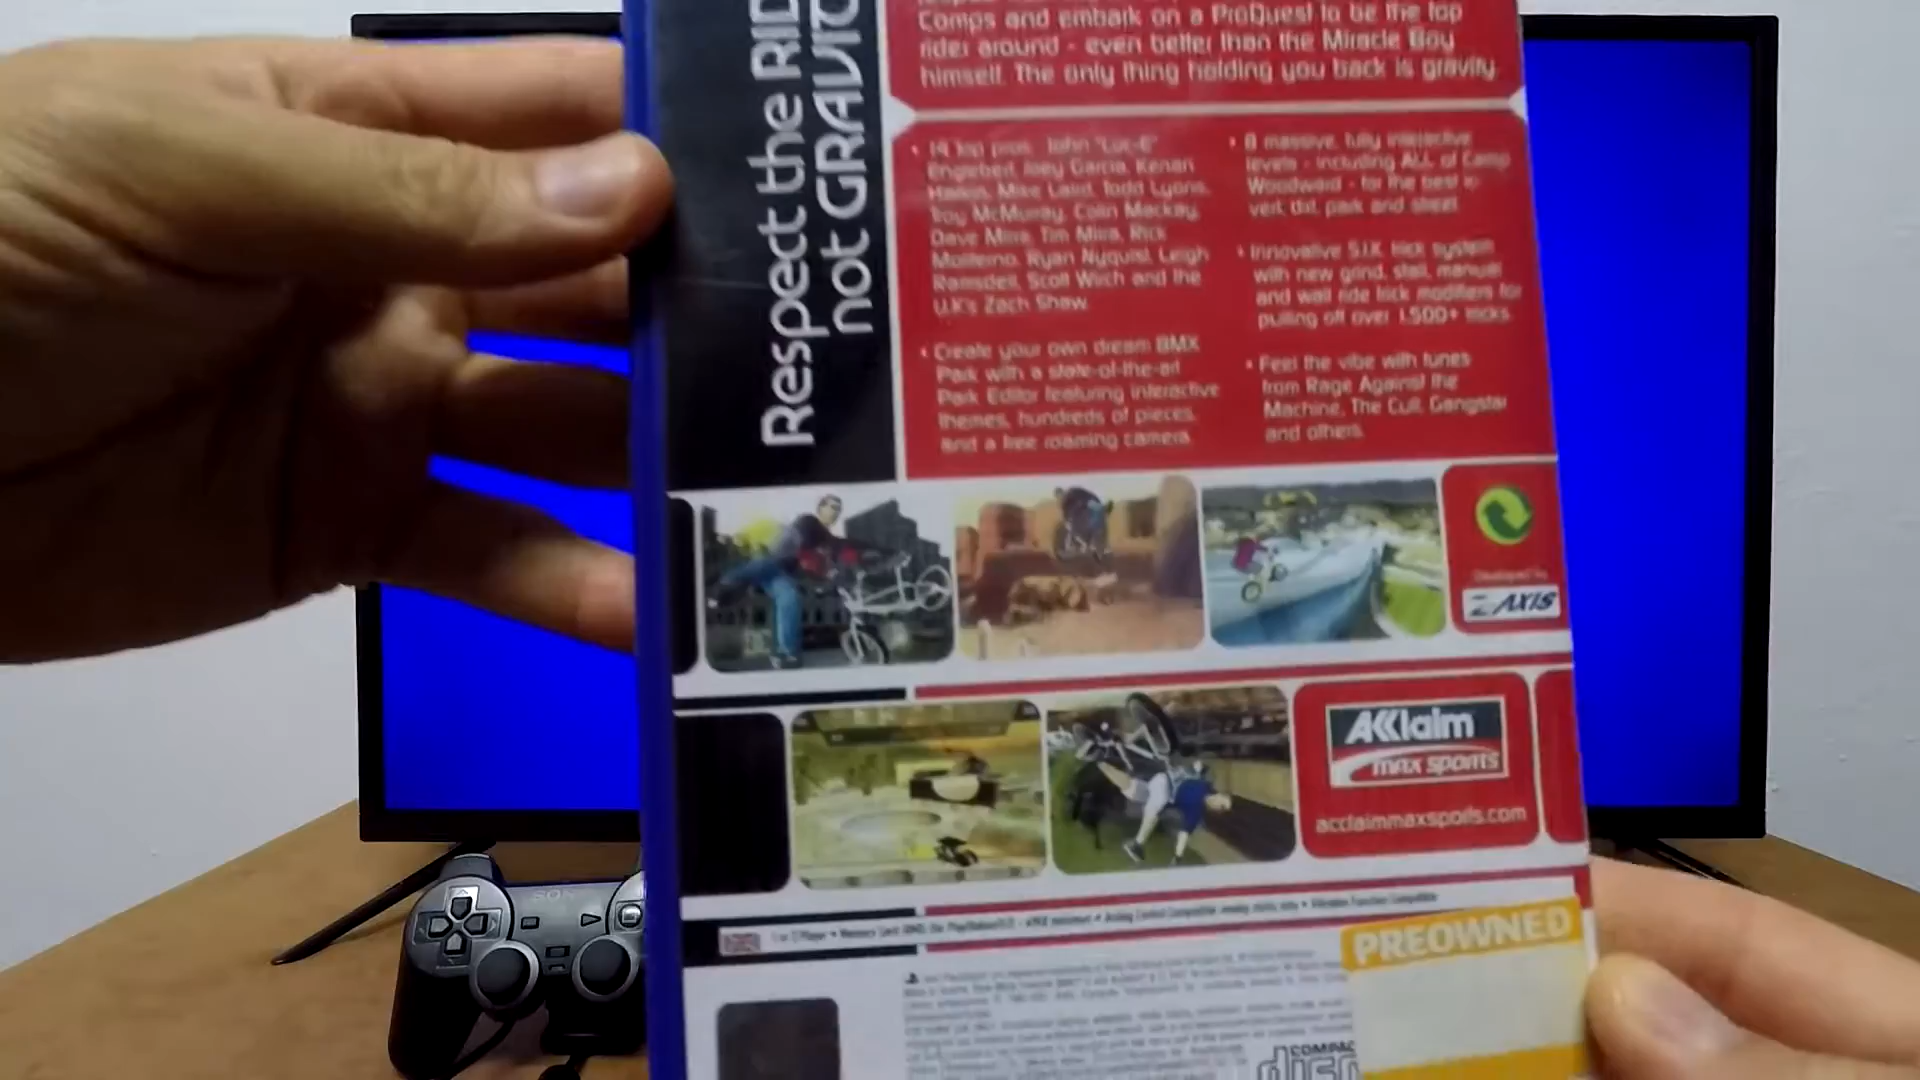 Respect the RID
not GRAVITY
Comps and embark on a ProQuest to be the top
rider around - even better than the Miracle Boy
himself. The only thing holding you back is gravity.
• 14 top pros: John "Luc-E"
Englebert, Joey Garcia, Kenan
Harkin, Mike Laird, Todd Lyons,
Troy McMurray, Colin Mackay,
Dave Mirra, Tim Mirra, Rick
Moliterno, Ryan Nyquist, Leigh
Ramsdell, Scott Wirch and the
U.K's Zach Shaw.
• Create your own dream BMX
Park with a state-of-the-art
Park Editor featuring interactive
themes, hundreds of pieces,
and a free roaming camera.
• 8 massive, fully interactive
levels - including ALL of Camp
Woodward - for the best in
vert, dirt, park and street
• Innovative S.I.K. trick system
with new grind, stall, manual
and wall ride trick modifiers for
pulling off over 1,500+ tricks.
• Feel the vibe with tunes
from Rage Against the
Machine, The Cult, Gangstar
and others.
Developed by
Z-AXIS
AKKlaim
max sports
acclaimmaxsports.com
PREOWNED
COMPAC
disc
SONY